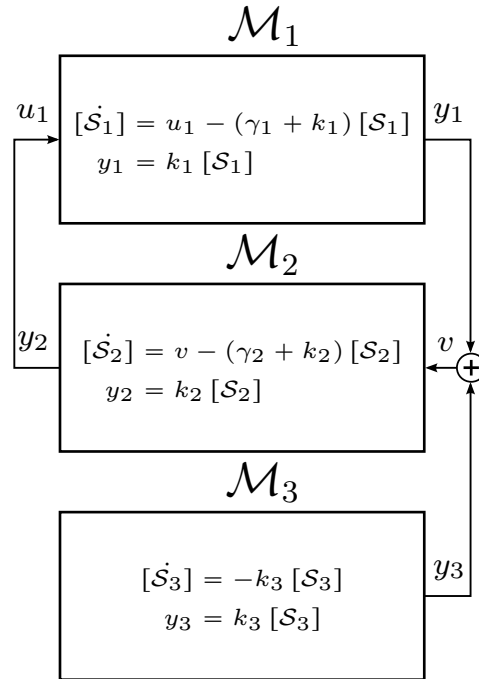 ℳ₁
u₁
[𝒮̇₁] = u₁ − (γ₁ + k₁) [𝒮₁]
y₁
y₁ = k₁ [𝒮₁]
ℳ₂
y₂
[𝒮̇₂] = v − (γ₂ + k₂) [𝒮₂]
v
+
y₂ = k₂ [𝒮₂]
ℳ₃
[𝒮̇₃] = −k₃ [𝒮₃]
y₃
y₃ = k₃ [𝒮₃]